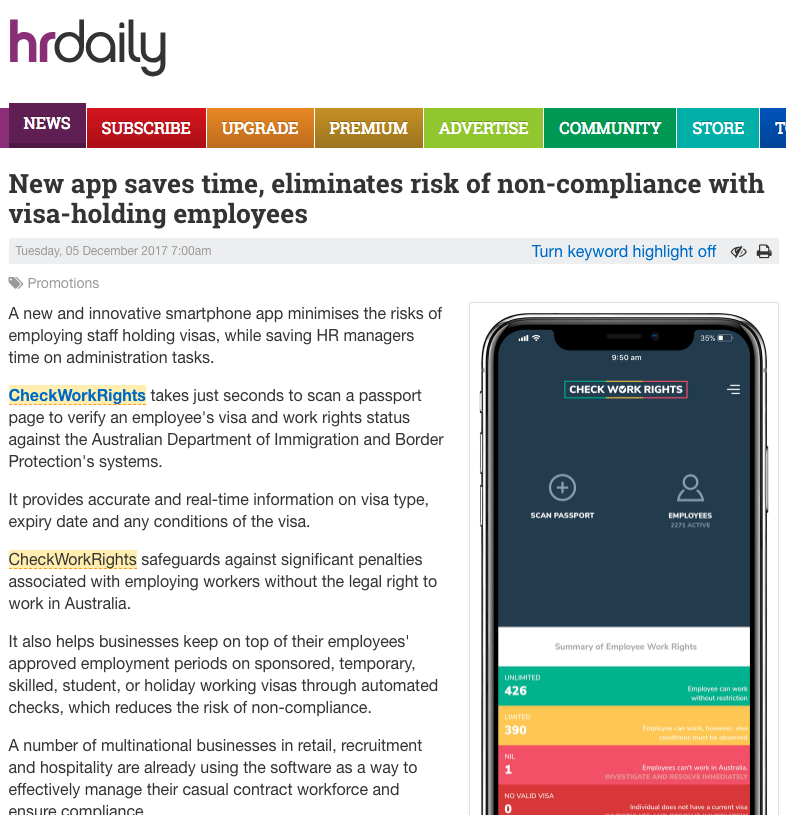 hrdaily
NEWS
SUBSCRIBE
UPGRADE
PREMIUM
ADVERTISE
COMMUNITY
STORE
New app saves time, eliminates risk of non-compliance with
visa-holding employees
Tuesday, 05 December 2017 7:00am
Turn keyword highlight off
Promotions
A new and innovative smartphone app minimises the risks of
employing staff holding visas, while saving HR managers
time on administration tasks.
CheckWorkRights takes just seconds to scan a passport
page to verify an employee's visa and work rights status
against the Australian Department of Immigration and Border
Protection's systems.
It provides accurate and real-time information on visa type,
expiry date and any conditions of the visa.
CheckWorkRights safeguards against significant penalties
associated with employing workers without the legal right to
work in Australia.
It also helps businesses keep on top of their employees'
approved employment periods on sponsored, temporary,
skilled, student, or holiday working visas through automated
checks, which reduces the risk of non-compliance.
A number of multinational businesses in retail, recruitment
and hospitality are already using the software as a way to
effectively manage their casual contract workforce and
ensure compliance
35%
9:50 am
CHECK WORK RIGHTS
SCAN PASSPORT
EMPLOYEES
2271 ACTIVE
Summary of Employee Work Rights
UNLIMITED
426
Employee can work
without restriction
LIMITED
390
Employee can work, however, visa
conditions must be observed
NIL
1
Employees can't work in Australia.
INVESTIGATE AND RESOLVE IMMEDIATELY
NO VALID VISA
0
Individual does not have a current visa